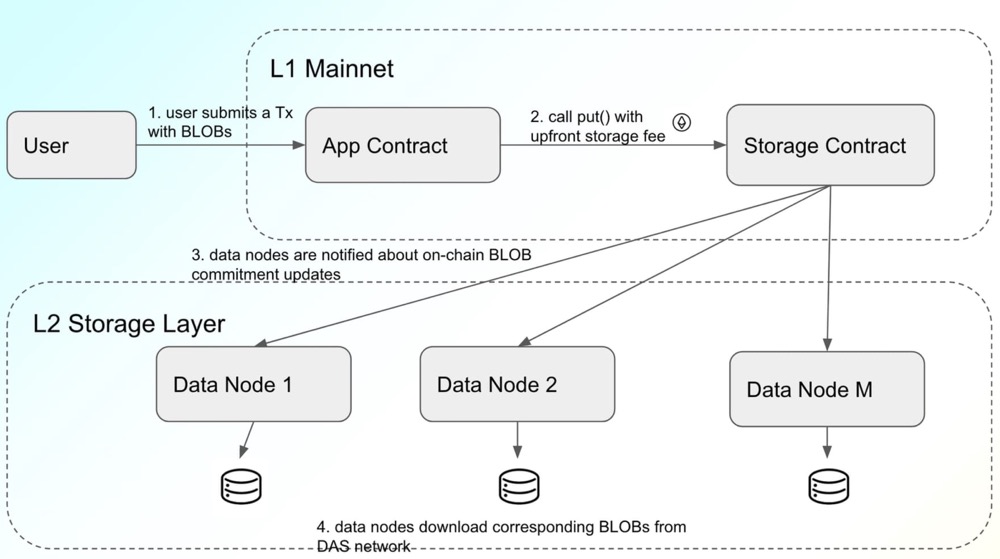 L1 Mainnet
1. user submits a Tx
with BLOBs
2. call put() with
upfront storage fee
User
App Contract
Storage Contract
3. data nodes are notified about on-chain BLOB
commitment updates
L2 Storage Layer
Data Node 1
Data Node 2
Data Node M
4. data nodes download corresponding BLOBs from
DAS network